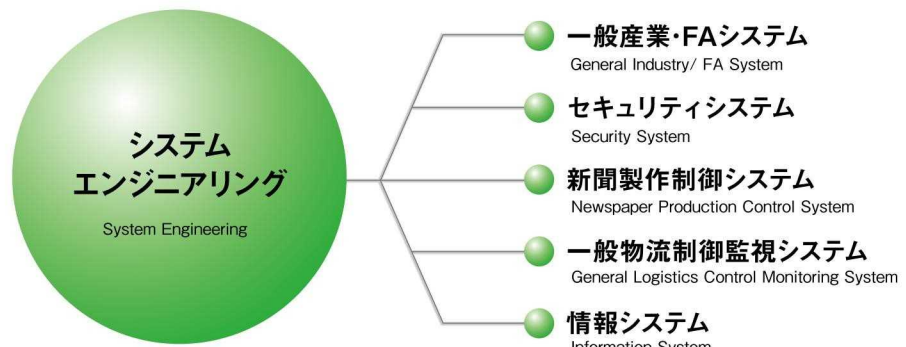 システム
エンジニアリング
System Engineering
一般産業・FAシステム
General Industry/ FA System
セキュリティシステム
Security System
新聞製作制御システム
Newspaper Production Control System
一般物流制御監視システム
General Logistics Control Monitoring System
情報システム
Information System